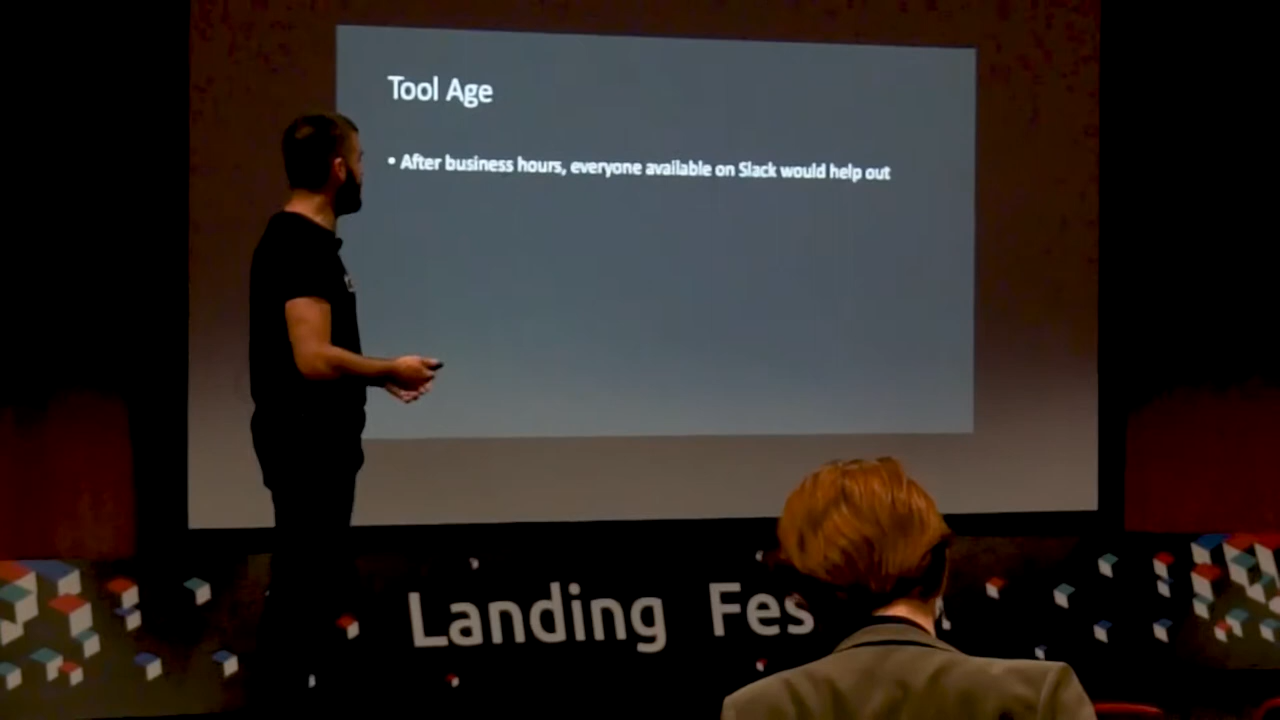 Tool Age
• After business hours, everyone available on Slack would help out
Landing Fes